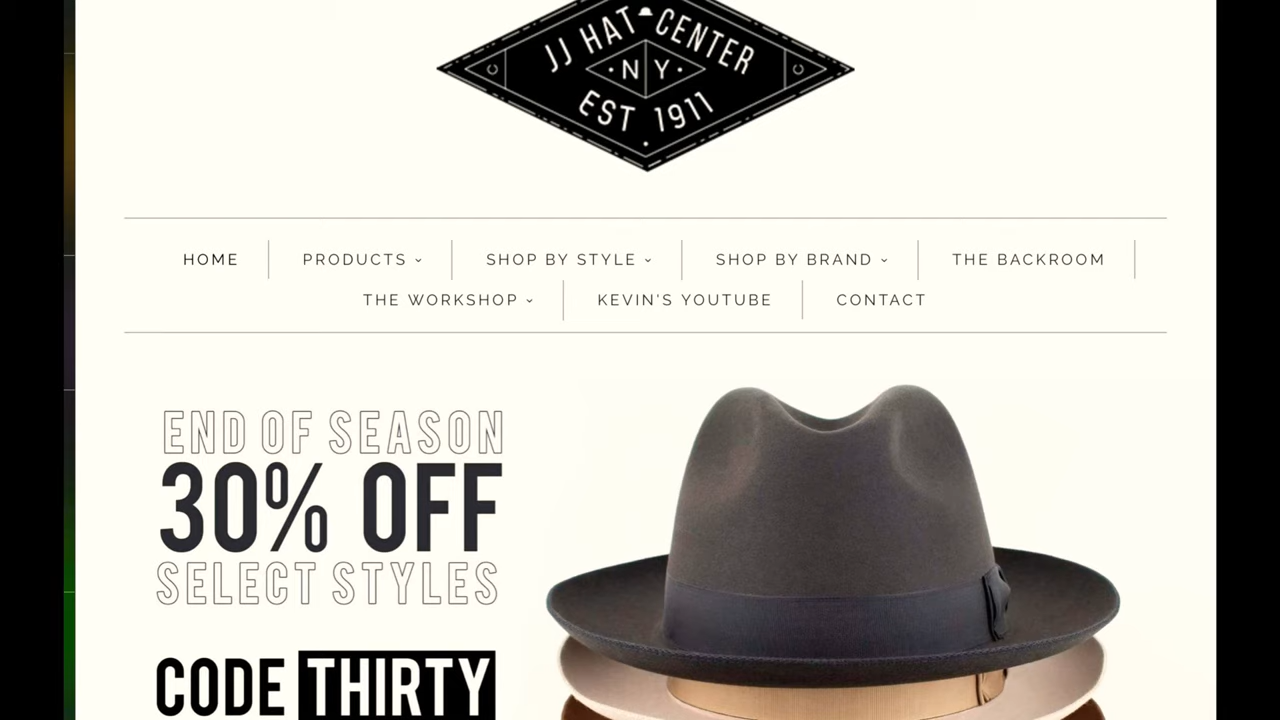 JJ HAT CENTER
N Y
EST 1911
HOME PRODUCTS SHOP BY STYLE SHOP BY BRAND THE BACKROOM
THE WORKSHOP KEVIN'S YOUTUBE CONTACT
END OF SEASON
30% OFF
SELECT STYLES
CODE THIRTY